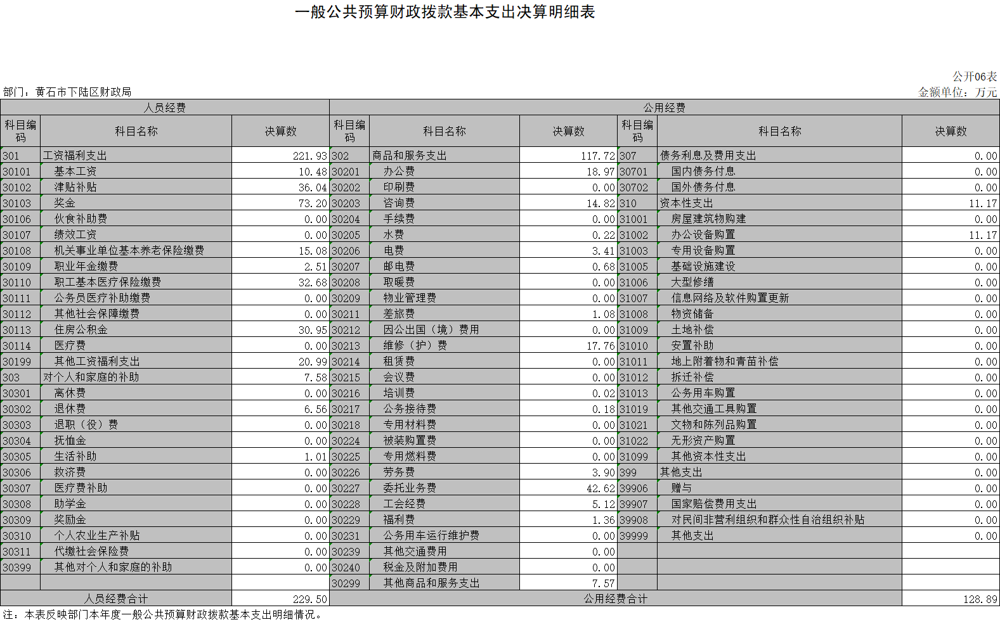 一般公共预算财政拨款基本支出决算明细表
公开06表
部门：黄石市下陆区财政局 金额单位：万元
人员经费 公用经费
科目编码 科目名称 决算数 科目编码 科目名称 决算数 科目编码 科目名称 决算数
301 工资福利支出 221.93 302 商品和服务支出 117.72 307 债务利息及费用支出 0.00
30101 基本工资 10.48 30201 办公费 18.97 30701 国内债务付息 0.00
30102 津贴补贴 36.04 30202 印刷费 0.00 30702 国外债务付息 0.00
30103 奖金 73.20 30203 咨询费 14.82 310 资本性支出 11.17
30106 伙食补助费 0.00 30204 手续费 0.00 31001 房屋建筑物购建 0.00
30107 绩效工资 0.00 30205 水费 0.22 31002 办公设备购置 11.17
30108 机关事业单位基本养老保险缴费 15.08 30206 电费 3.41 31003 专用设备购置 0.00
30109 职业年金缴费 2.51 30207 邮电费 0.68 31005 基础设施建设 0.00
30110 职工基本医疗保险缴费 32.68 30208 取暖费 0.00 31006 大型修缮 0.00
30111 公务员医疗补助缴费 0.00 30209 物业管理费 0.00 31007 信息网络及软件购置更新 0.00
30112 其他社会保障缴费 0.00 30211 差旅费 1.08 31008 物资储备 0.00
30113 住房公积金 30.95 30212 因公出国（境）费用 0.00 31009 土地补偿 0.00
30114 医疗费 0.00 30213 维修（护）费 17.76 31010 安置补助 0.00
30199 其他工资福利支出 20.99 30214 租赁费 0.00 31011 地上附着物和青苗补偿 0.00
303 对个人和家庭的补助 7.58 30215 会议费 0.00 31012 拆迁补偿 0.00
30301 离休费 0.00 30216 培训费 0.02 31013 公务用车购置 0.00
30302 退休费 6.56 30217 公务接待费 0.18 31019 其他交通工具购置 0.00
30303 退职（役）费 0.00 30218 专用材料费 0.00 31021 文物和陈列品购置 0.00
30304 抚恤金 0.00 30224 被装购置费 0.00 31022 无形资产购置 0.00
30305 生活补助 1.01 30225 专用燃料费 0.00 31099 其他资本性支出 0.00
30306 救济费 0.00 30226 劳务费 3.90 399 其他支出 0.00
30307 医疗费补助 0.00 30227 委托业务费 42.62 39906 赠与 0.00
30308 助学金 0.00 30228 工会经费 5.12 39907 国家赔偿费用支出 0.00
30309 奖励金 0.00 30229 福利费 1.36 39908 对民间非营利组织和群众性自治组织补贴 0.00
30310 个人农业生产补贴 0.00 30231 公务用车运行维护费 0.00 39999 其他支出 0.00
30311 代缴社会保险费 0.00 30239 其他交通费用 0.00
30399 其他对个人和家庭的补助 0.00 30240 税金及附加费用 0.00
30299 其他商品和服务支出 7.57
人员经费合计 229.50 公用经费合计 128.89
注：本表反映部门本年度一般公共预算财政拨款基本支出明细情况。